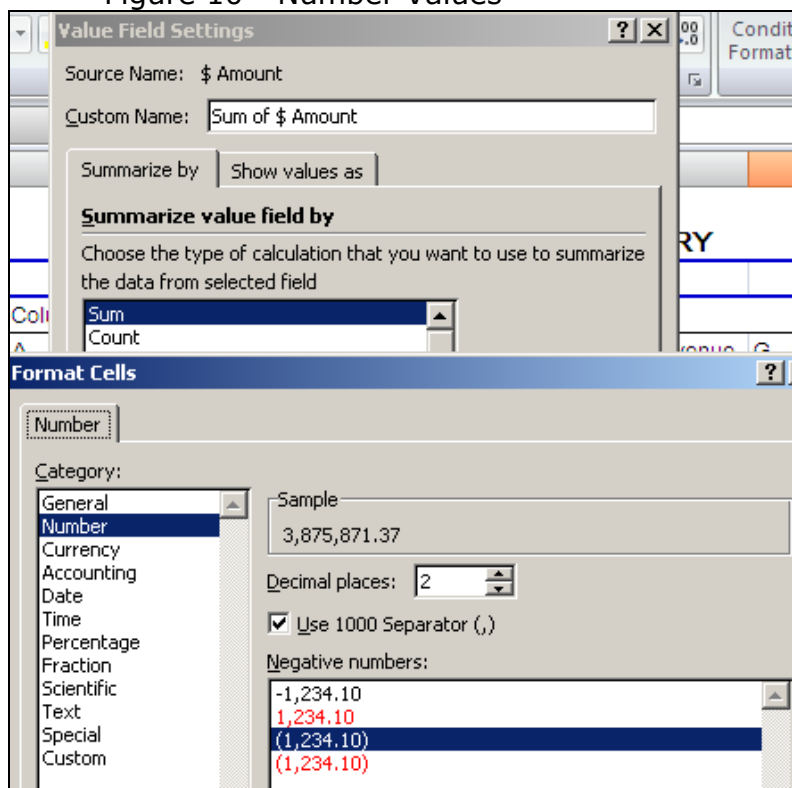 Figure 10 - Number Values
Value Field Settings
Condit
Format
Source Name: $ Amount
Custom Name: Sum of $ Amount
Summarize by Show values as
Summarize value field by
RY
Choose the type of calculation that you want to use to summarize
the data from selected field
Colu
Sum
Count
A
venue G
Format Cells
Number
Category:
General
Number
Currency
Accounting
Date
Time
Percentage
Fraction
Scientific
Text
Special
Custom
Sample
3,875,871.37
Decimal places: 2
Use 1000 Separator (,)
Negative numbers:
-1,234.10
1,234.10
(1,234.10)
(1,234.10)